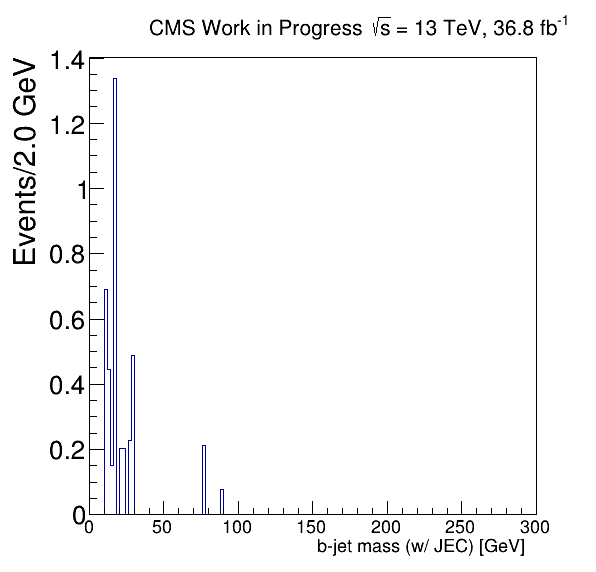 CMS Work in Progress √s = 13 TeV, 36.8 fb⁻¹
Events/2.0 GeV
1.4
1.2
1
0.8
0.6
0.4
0.2
0
0 50 100 150 200 250 300
b-jet mass (w/ JEC) [GeV]